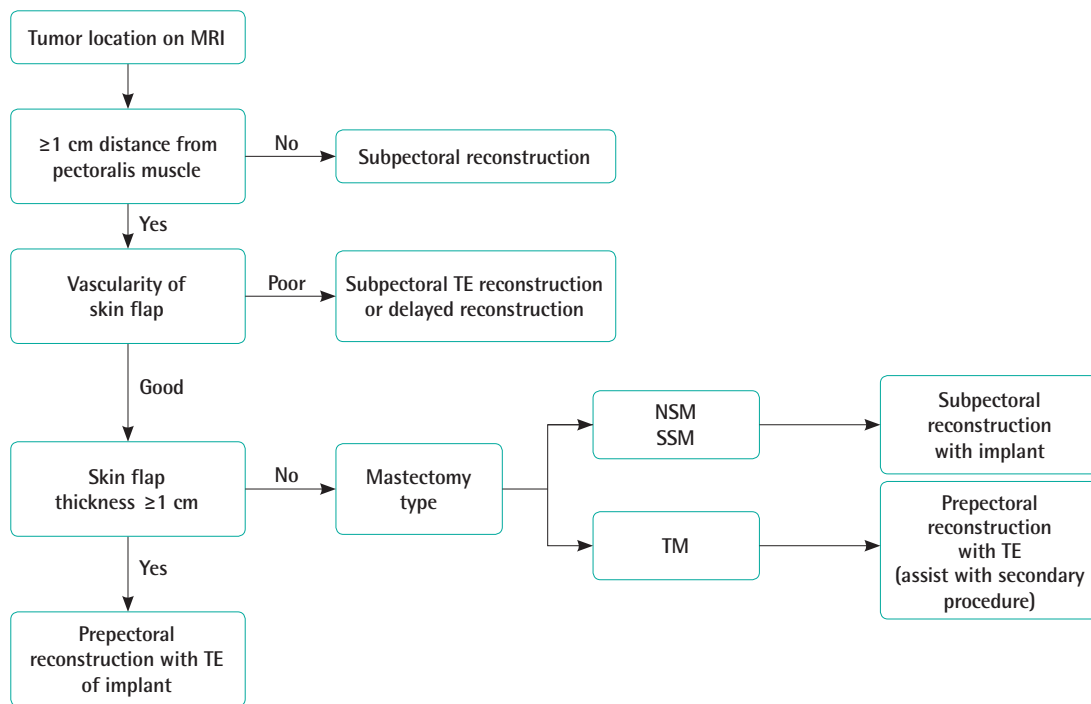 Tumor location on MRI
≥1 cm distance from
pectoralis muscle
No
Subpectoral reconstruction
Yes
Vascularity of
skin flap
Poor
Subpectoral TE reconstruction
or delayed reconstruction
Good
Skin flap
thickness ≥1 cm
No
Mastectomy
type
NSM
SSM
Subpectoral
reconstruction
with implant
TM
Prepectoral
reconstruction
with TE
(assist with secondary
procedure)
Yes
Prepectoral
reconstruction with TE
of implant